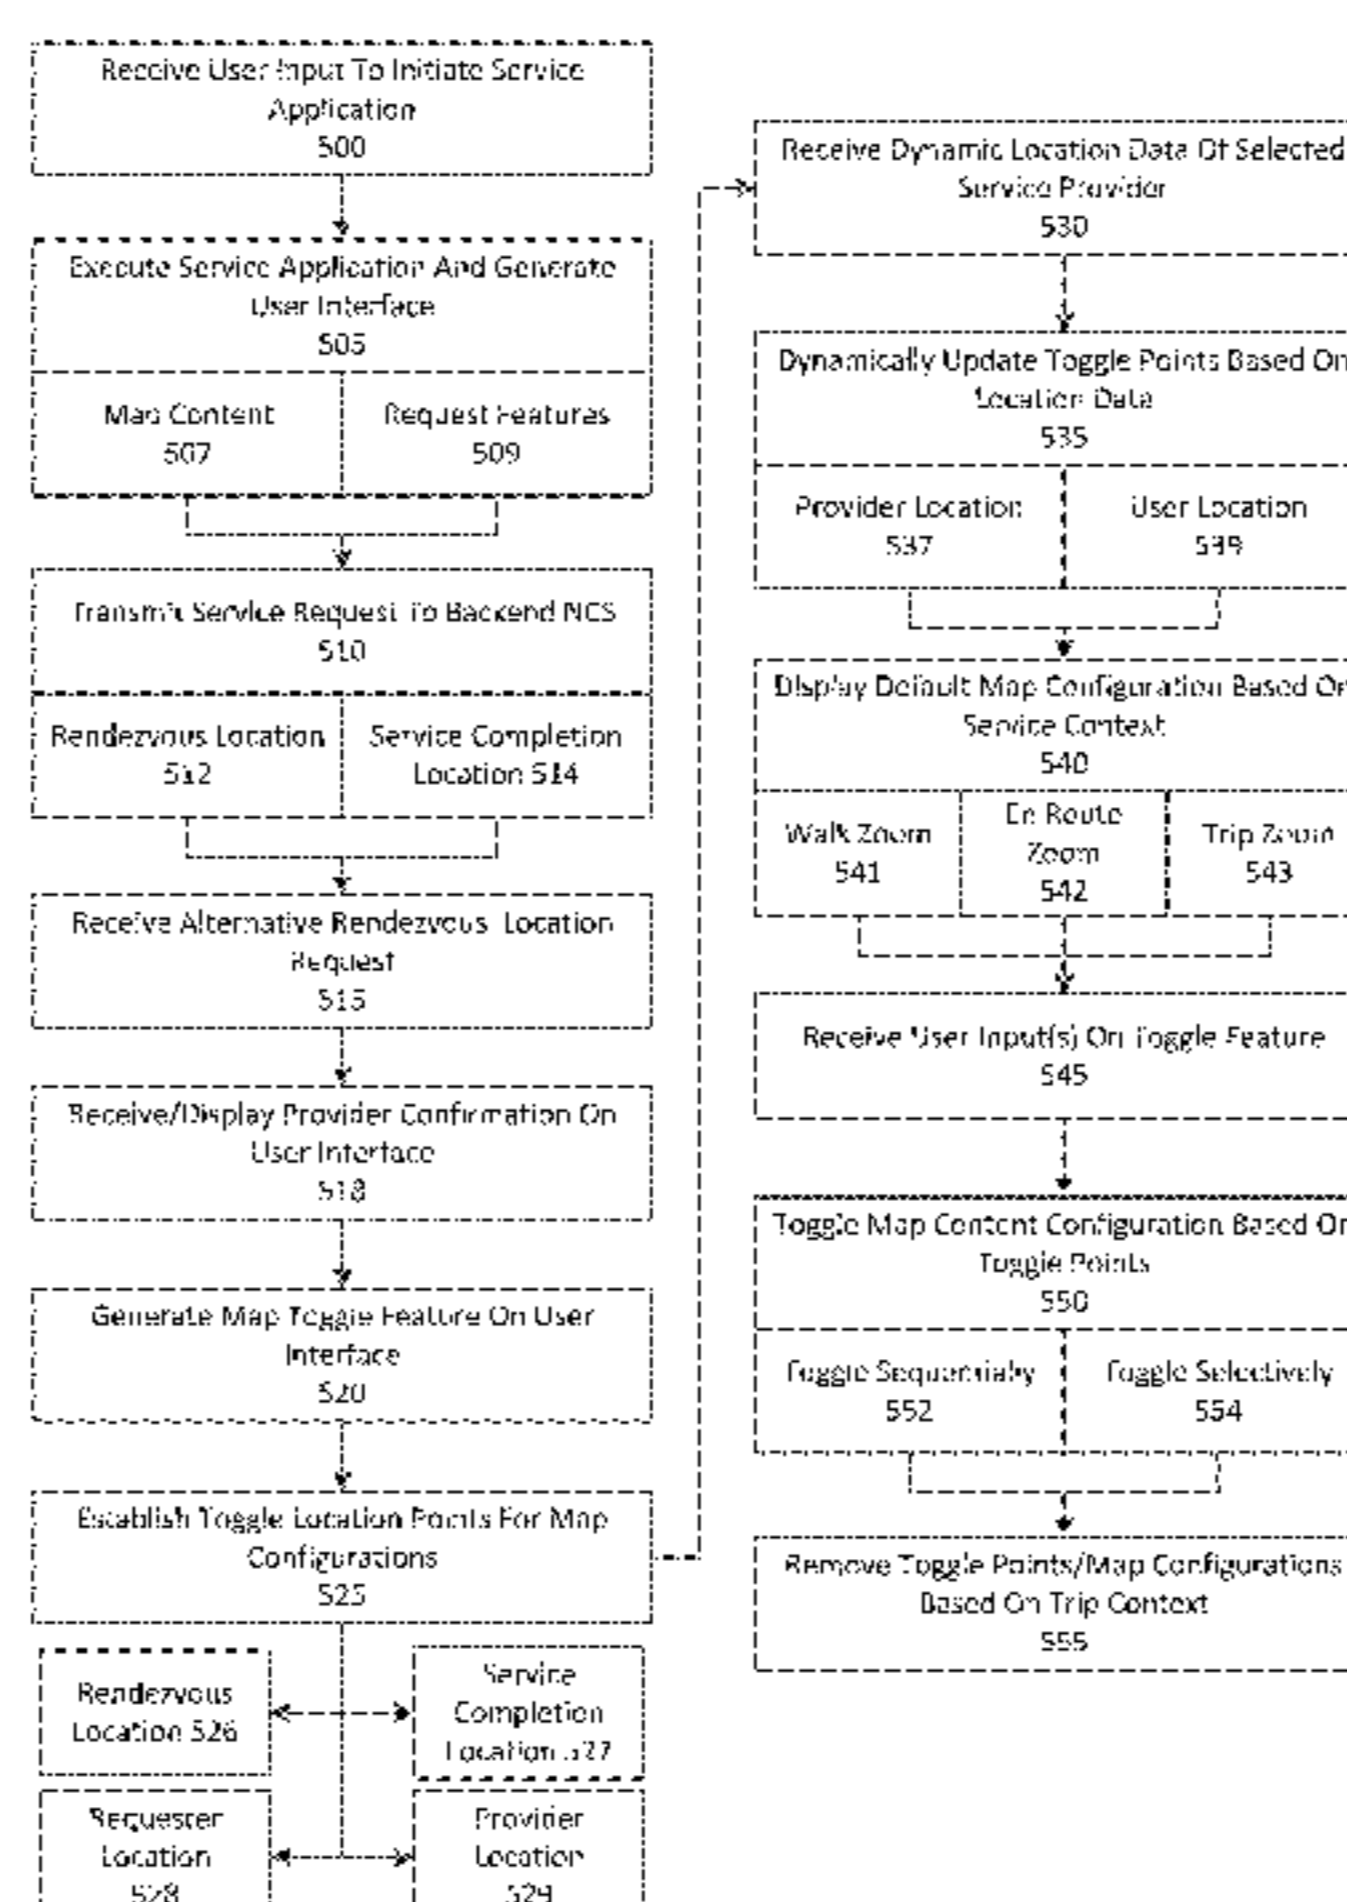 Receive User Input To Initiate Service
Application
500
Execute Service Application And Generate
User Interface
505
Map Content
507
Request Features
509
Transmit Service Request To Backend NCS
510
Rendezvous Location
512
Service Completion
Location 514
Receive Alternative Rendezvous Location
Request
515
Receive/Display Provider Confirmation On
User Interface
518
Generate Map Toggle Feature On User
Interface
520
Establish Toggle Location Points For Map
Configurations
525
Rendezvous
Location 526
Service
Completion
Location 527
Requester
Location
528
Provider
Location
529
Receive Dynamic Location Data Of Selected
Service Provider
530
Dynamically Update Toggle Points Based On
Location Data
535
Provider Location
537
User Location
539
Display Default Map Configuration Based On
Service Context
540
Walk Zoom
541
En Route
Zoom
542
Trip Zoom
543
Receive User Input(s) On Toggle Feature
545
Toggle Map Content Configuration Based On
Toggle Points
550
Toggle Sequentially
552
Toggle Selectively
554
Remove Toggle Points/Map Configurations
Based On Trip Context
555